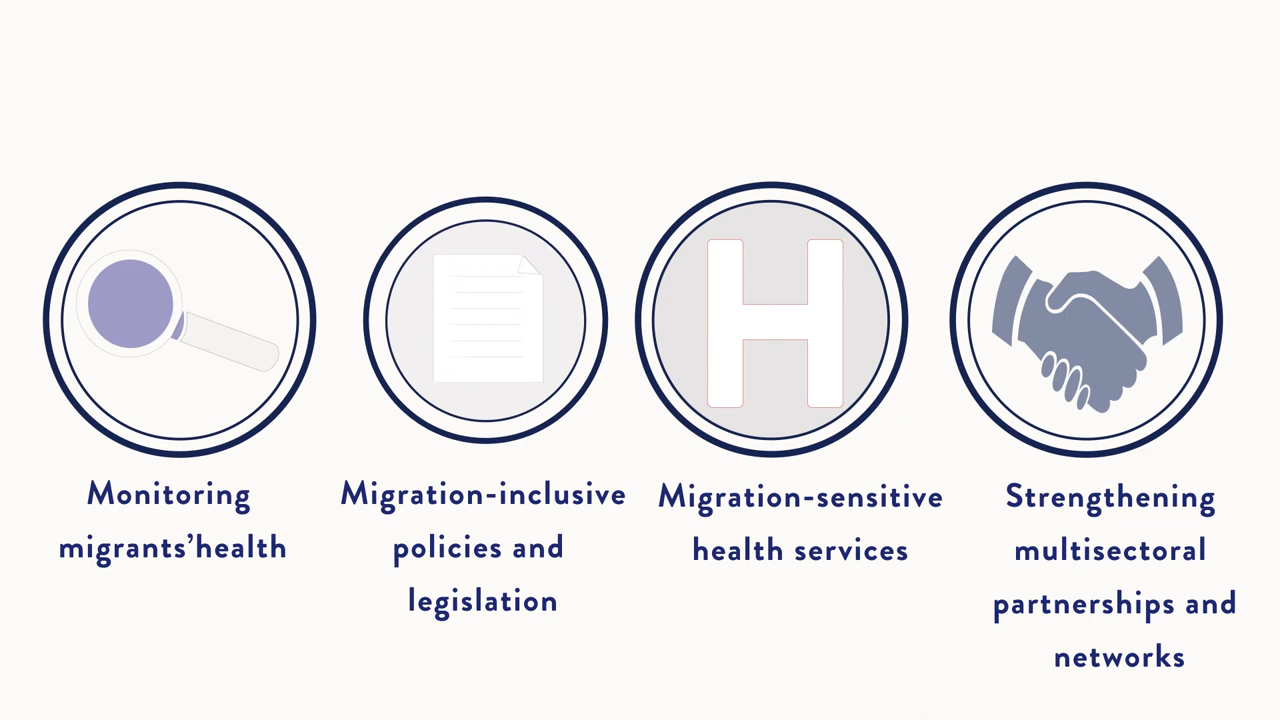 H
Monitoring
migrants’health
Migration-inclusive
policies and
legislation
Migration-sensitive
health services
Strengthening
multisectoral
partnerships and
networks